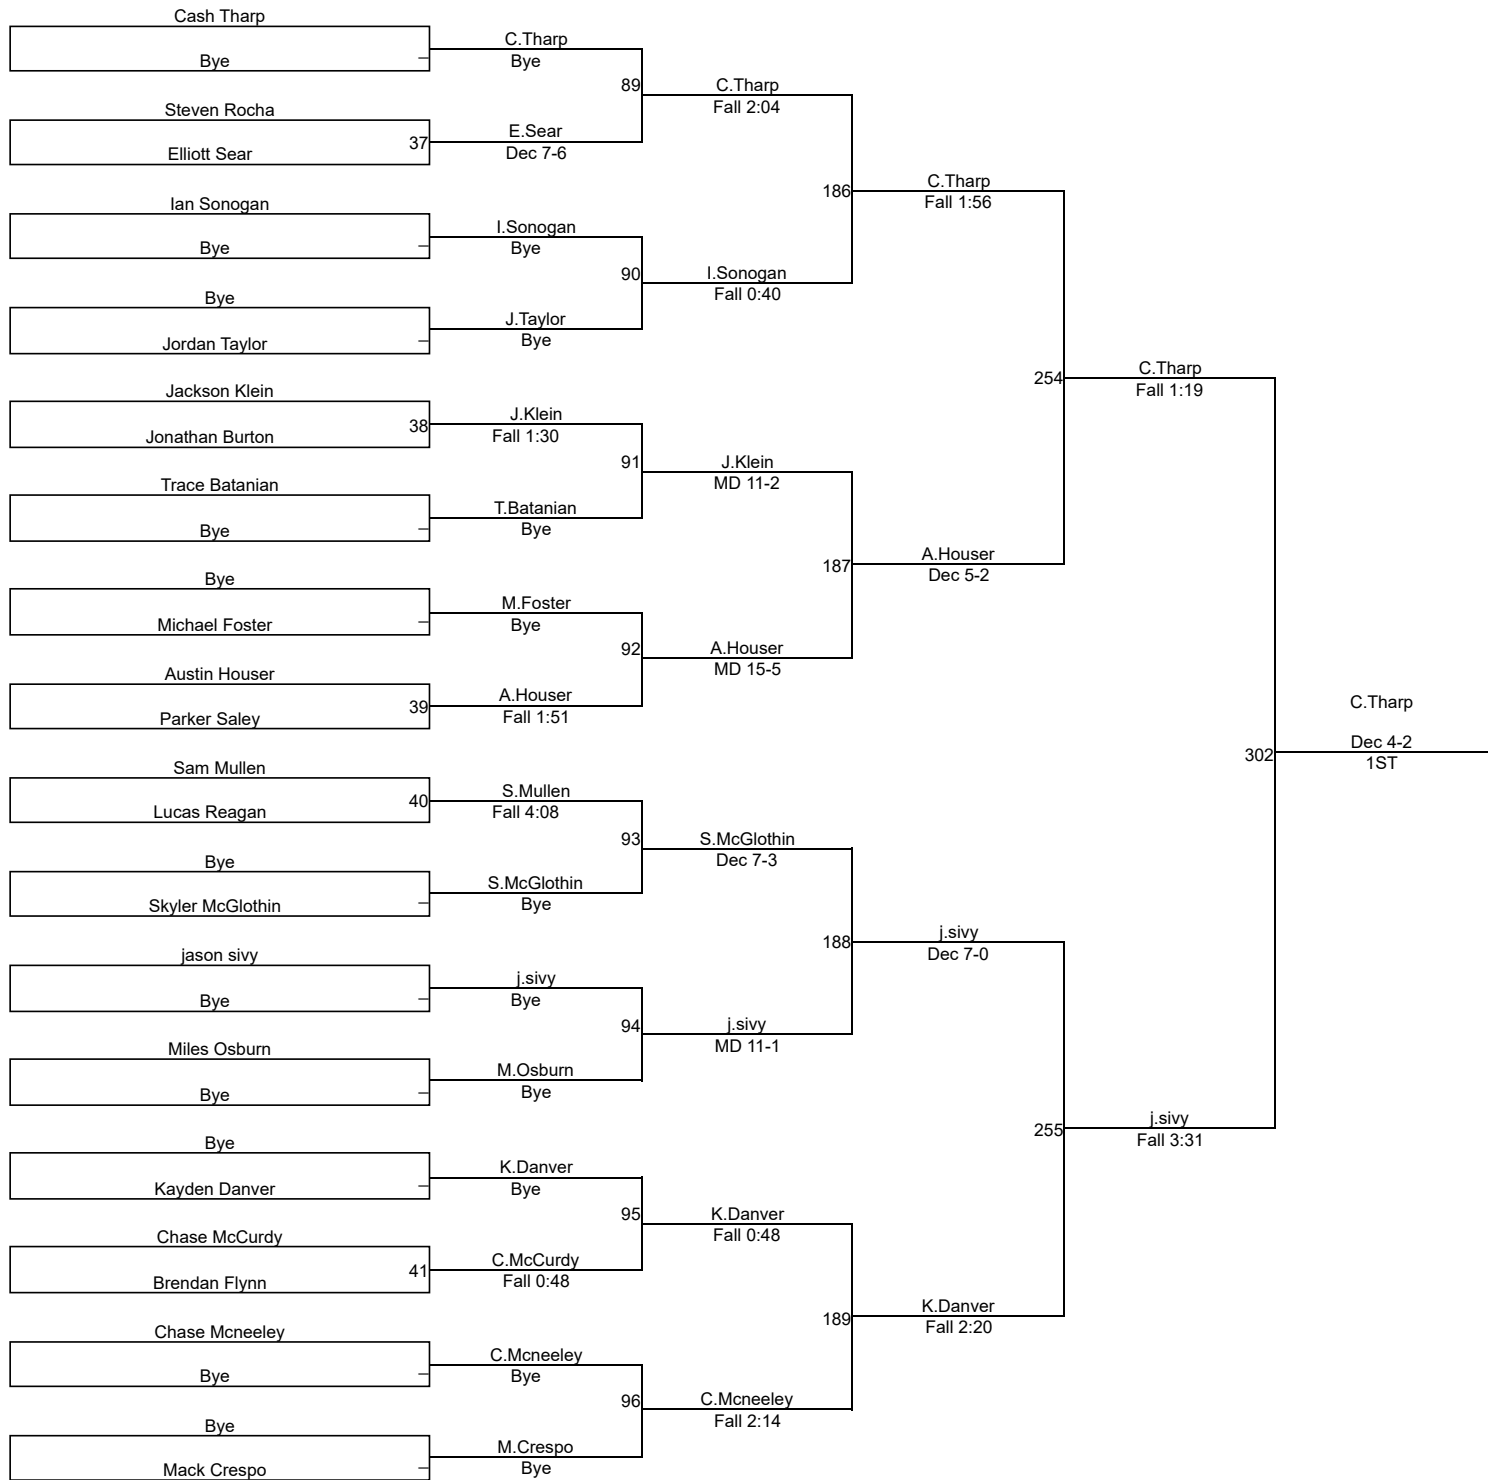 Cash Tharp
Bye
Steven Rocha
37
Elliott Sear
Ian Sonogan
Bye
Bye
Jordan Taylor
Jackson Klein
38
Jonathan Burton
Trace Batanian
Bye
Bye
Michael Foster
Austin Houser
39
Parker Saley
Sam Mullen
40
Lucas Reagan
Bye
Skyler McGlothin
jason sivy
Bye
Miles Osburn
Bye
Bye
Kayden Danver
Chase McCurdy
41
Brendan Flynn
Chase Mcneeley
Bye
Bye
Mack Crespo
C.Tharp
Bye
89
E.Sear
Dec 7-6
I.Sonogan
Bye
90
J.Taylor
Bye
J.Klein
Fall 1:30
91
T.Batanian
Bye
M.Foster
Bye
92
A.Houser
Fall 1:51
S.Mullen
Fall 4:08
93
S.McGlothin
Bye
j.sivy
Bye
94
M.Osburn
Bye
K.Danver
Bye
95
C.McCurdy
Fall 0:48
C.Mcneeley
Bye
96
M.Crespo
Bye
C.Tharp
Fall 2:04
186
I.Sonogan
Fall 0:40
J.Klein
MD 11-2
187
A.Houser
MD 15-5
S.McGlothin
Dec 7-3
188
j.sivy
MD 11-1
K.Danver
Fall 0:48
189
C.Mcneeley
Fall 2:14
C.Tharp
Fall 1:56
254
A.Houser
Dec 5-2
j.sivy
Dec 7-0
255
K.Danver
Fall 2:20
C.Tharp
Fall 1:19
302
j.sivy
Fall 3:31
C.Tharp
Dec 4-2
1ST